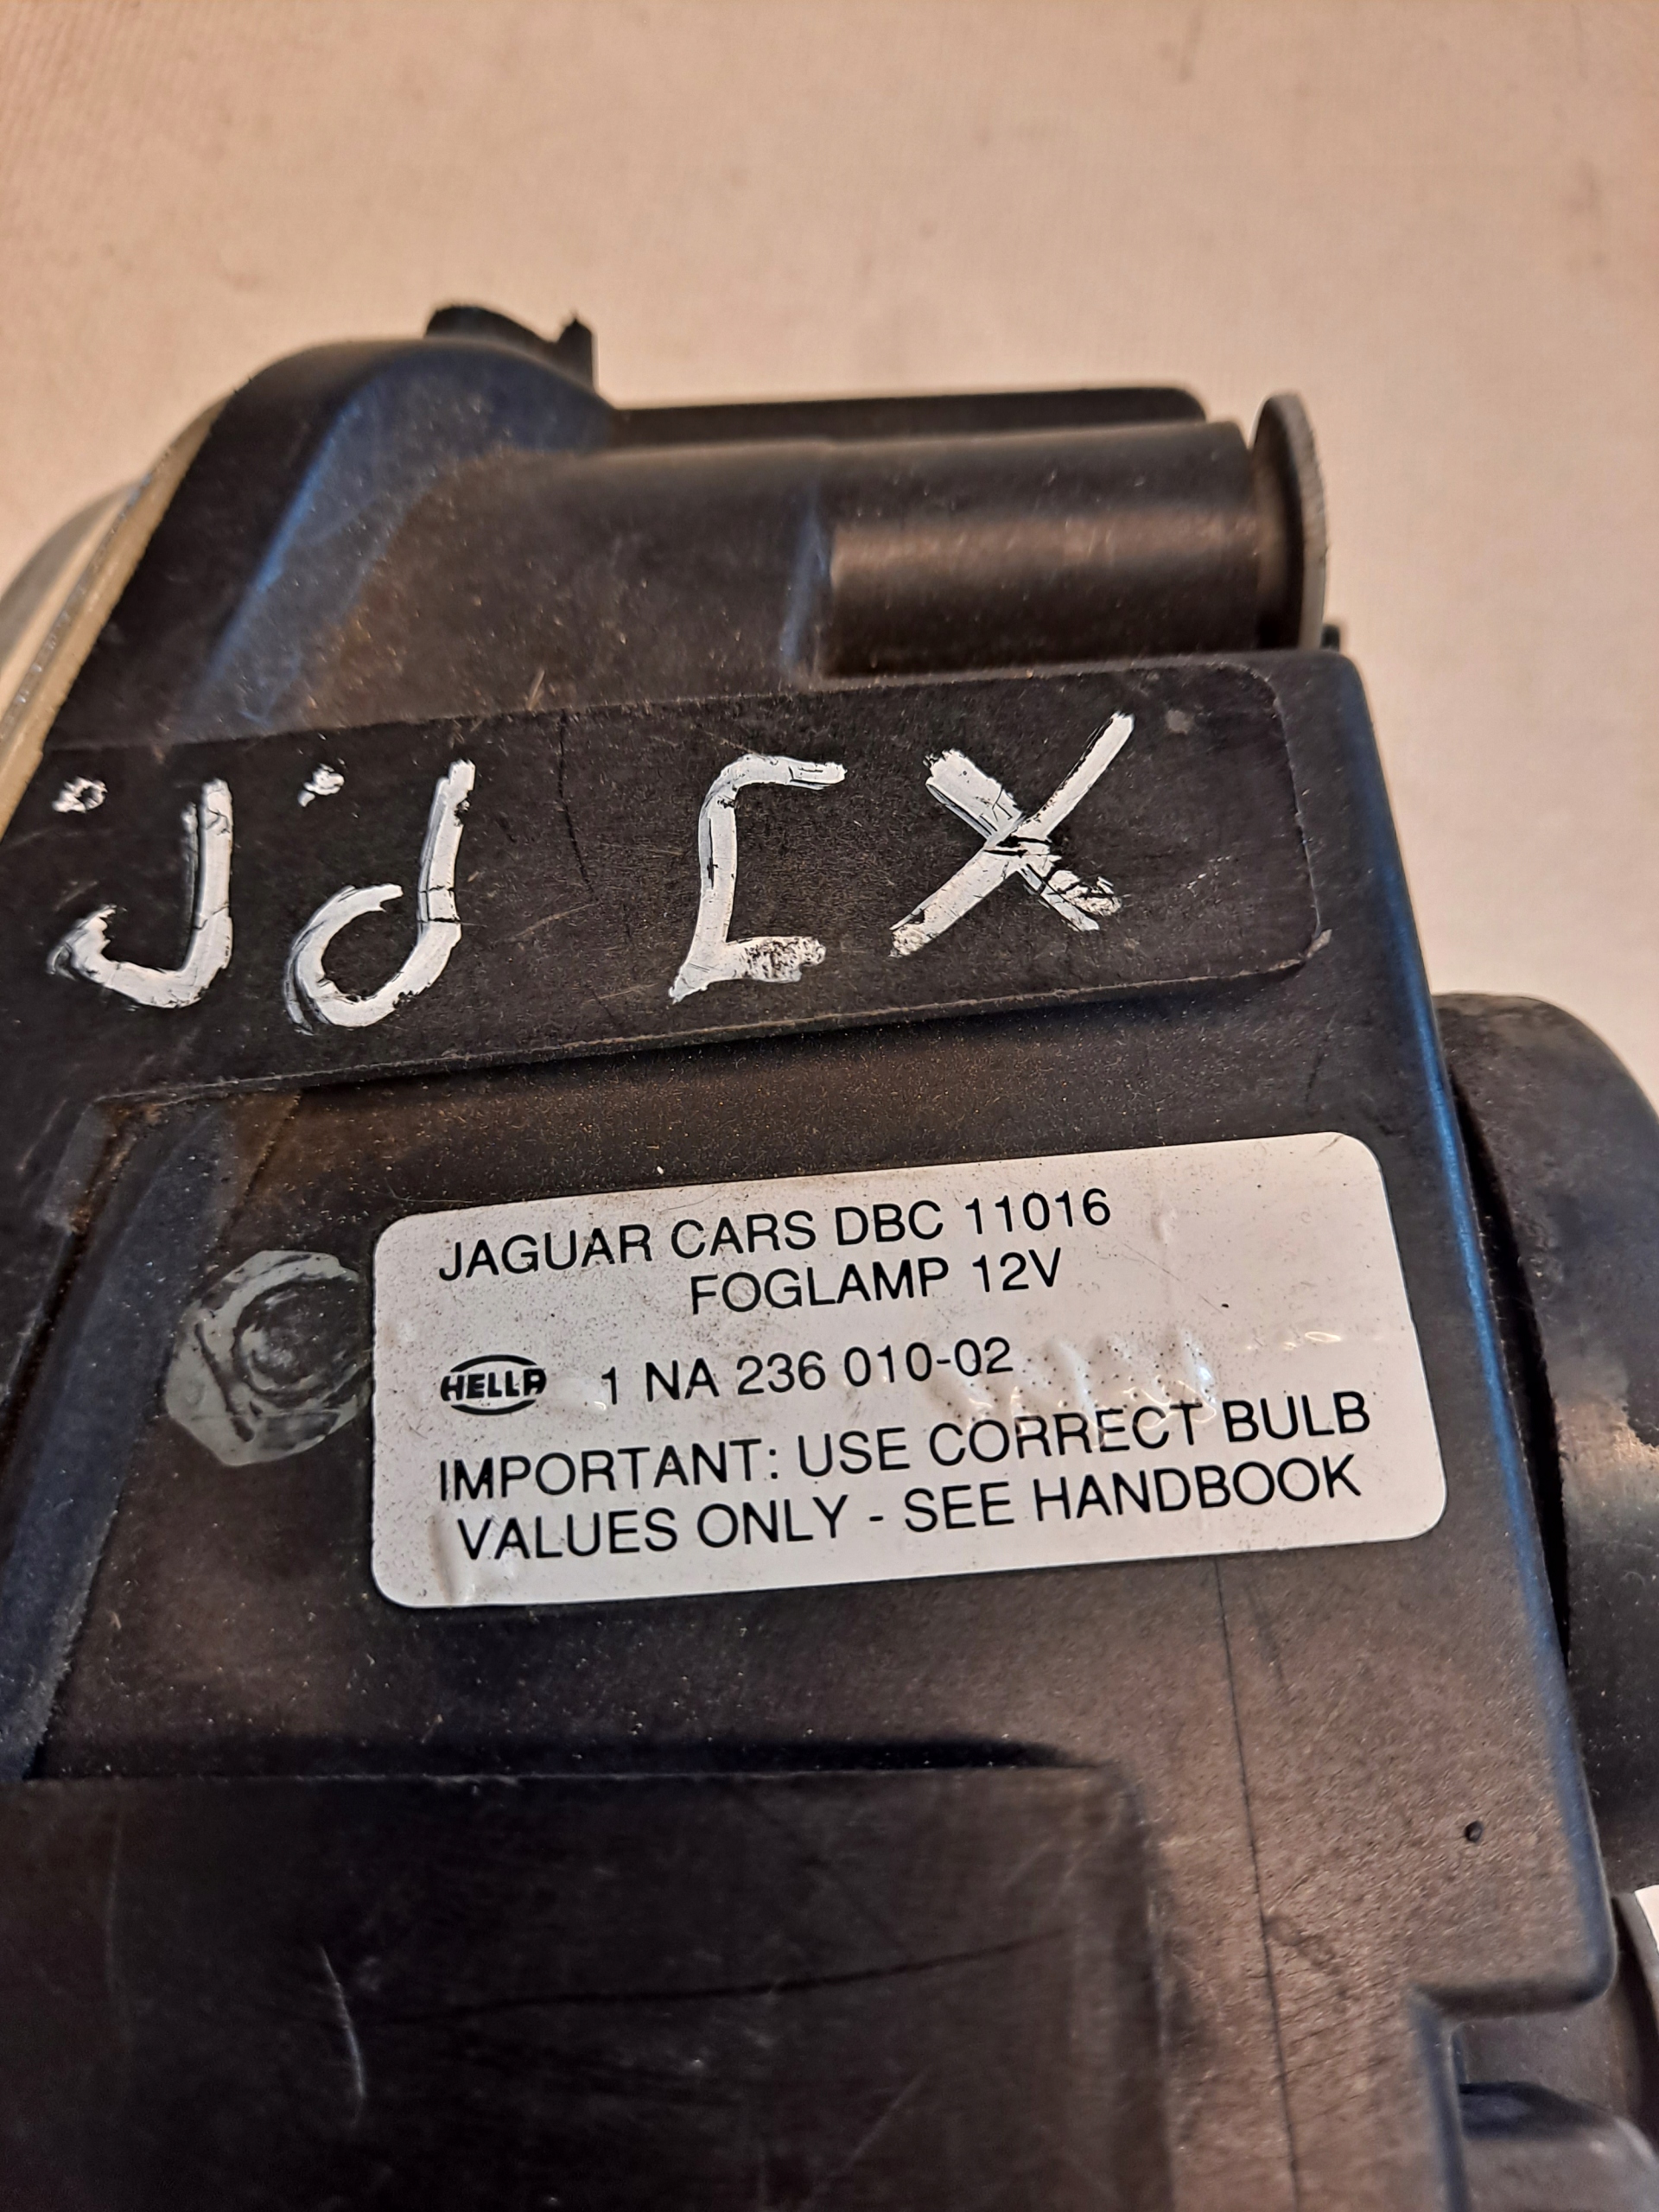 XJ P.P.
JAGUAR CARS DBC 11016
FOGLAMP 12V
HELLA 1 NA 236 010-02
IMPORTANT: USE CORRECT BULB
VALUES ONLY - SEE HANDBOOK